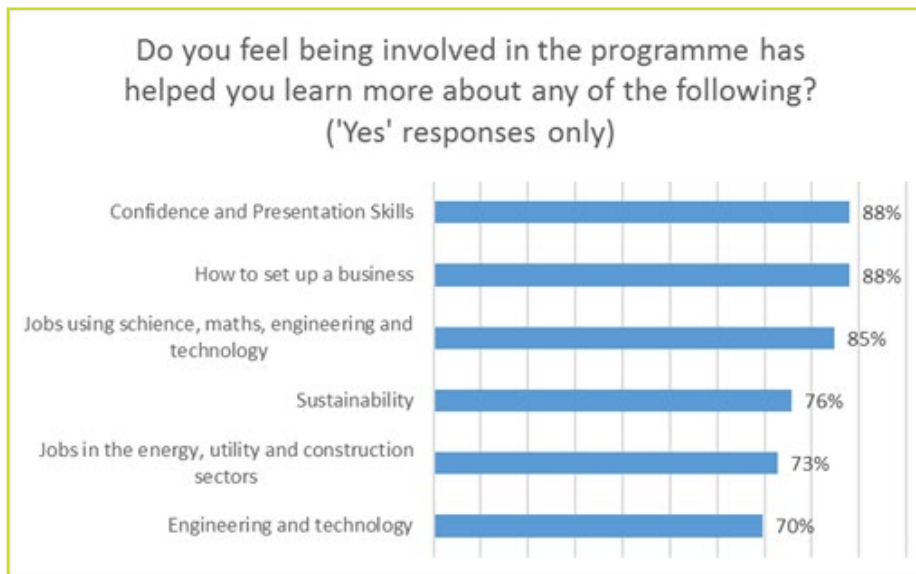 Do you feel being involved in the programme has
helped you learn more about any of the following?
('Yes' responses only)
Confidence and Presentation Skills
88%
How to set up a business
88%
Jobs using schience, maths, engineering and
technology
85%
Sustainability
76%
Jobs in the energy, utility and construction
sectors
73%
Engineering and technology
70%